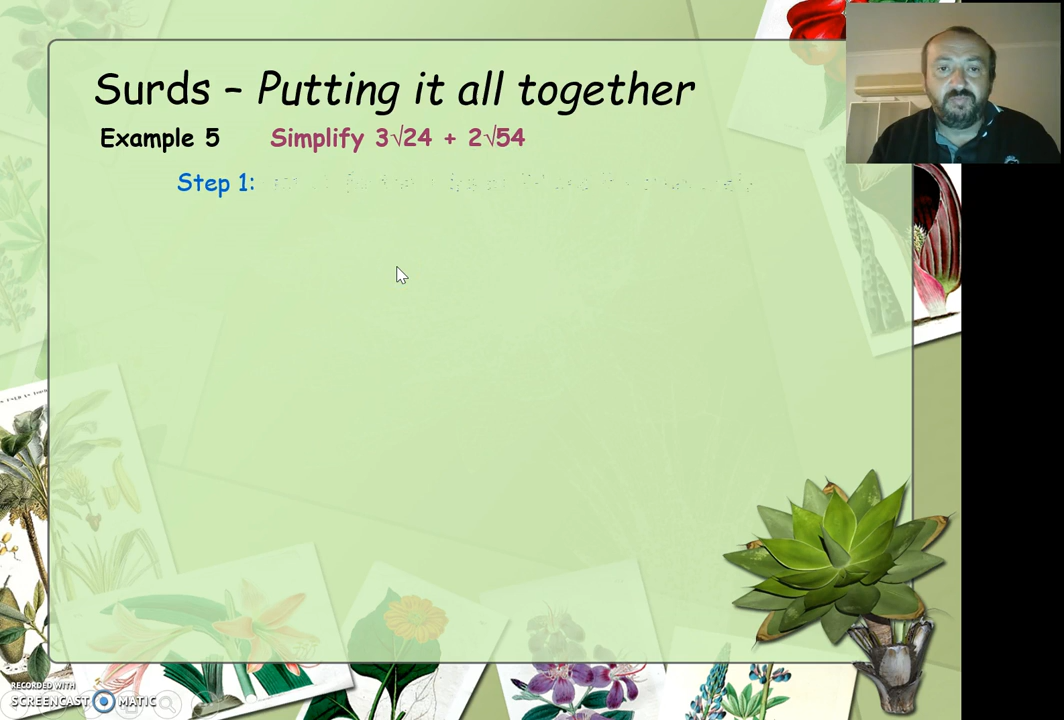 Surds – Putting it all together
Example 5 Simplify 3√24 + 2√54
Step 1:
RECORDED WITH
SCREENCAST MATIC